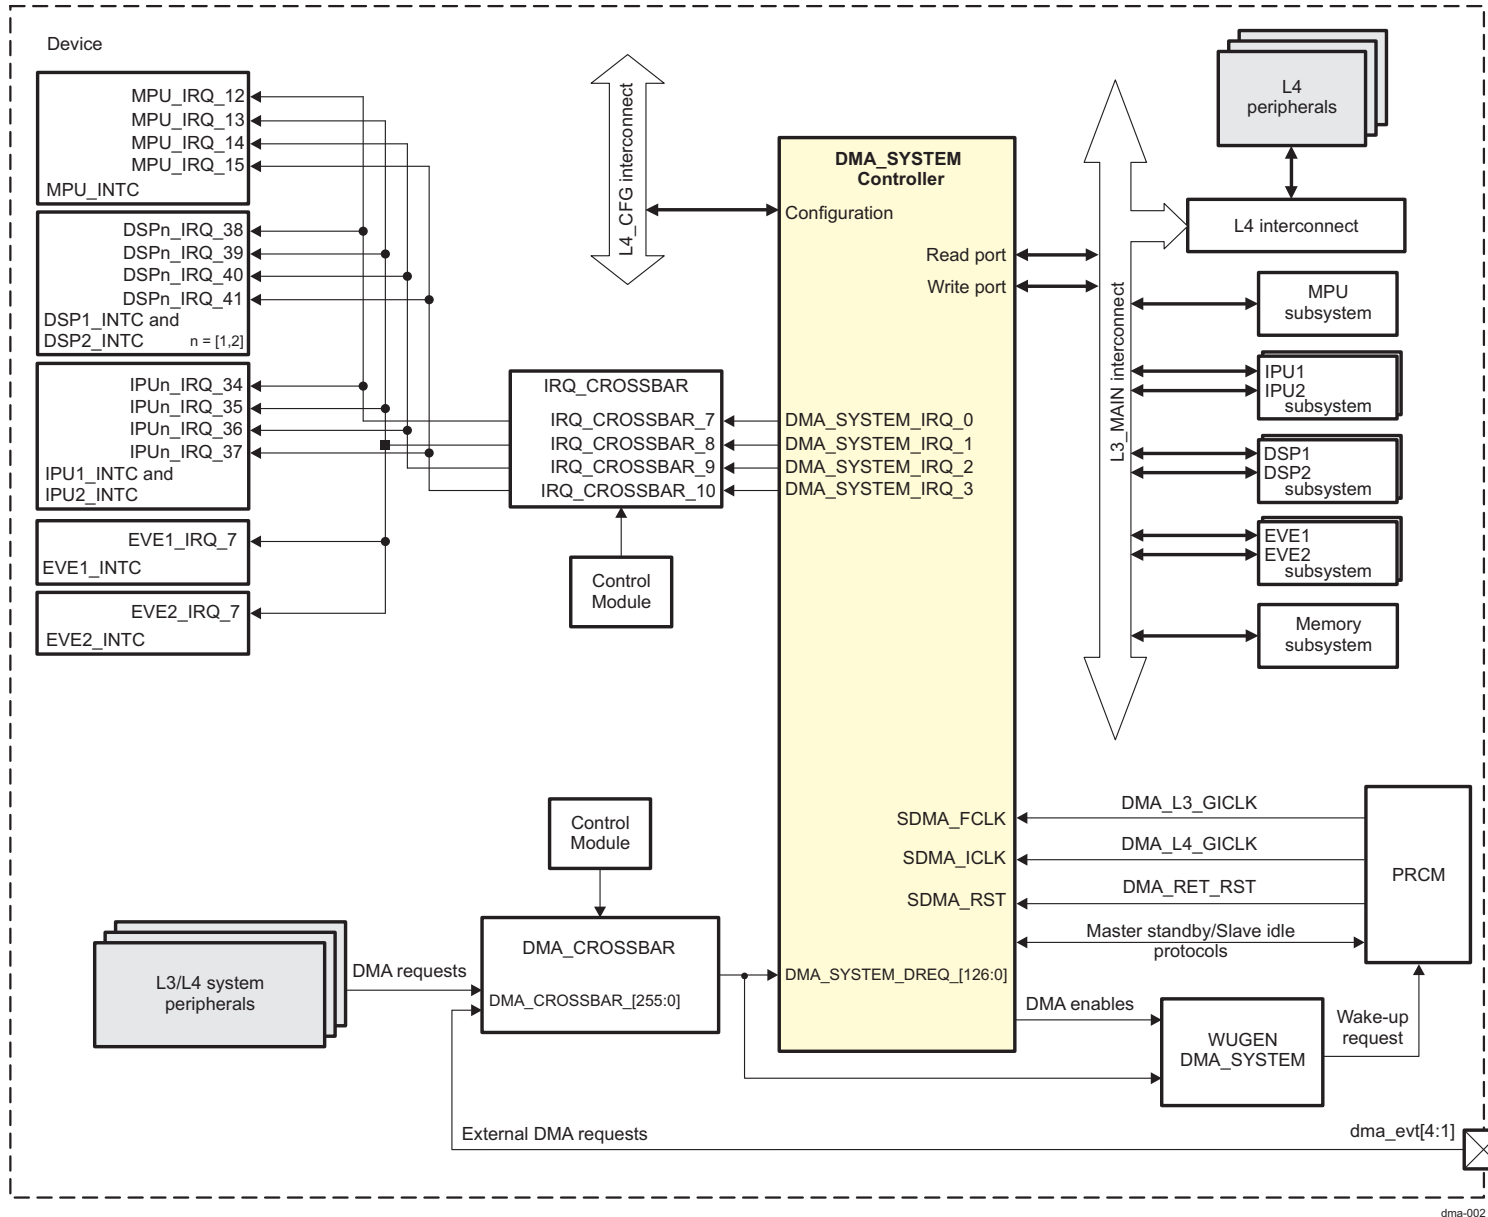 Device
MPU_IRQ_12
MPU_IRQ_13
MPU_IRQ_14
MPU_IRQ_15
MPU_INTC
DSPn_IRQ_38
DSPn_IRQ_39
DSPn_IRQ_40
DSPn_IRQ_41
DSP1_INTC and
DSP2_INTC n = [1,2]
IPUn_IRQ_34
IPUn_IRQ_35
IPUn_IRQ_36
IPUn_IRQ_37
IPU1_INTC and
IPU2_INTC
EVE1_IRQ_7
EVE1_INTC
EVE2_IRQ_7
EVE2_INTC
L4_CFG interconnect
IRQ_CROSSBAR
IRQ_CROSSBAR_7
IRQ_CROSSBAR_8
IRQ_CROSSBAR_9
IRQ_CROSSBAR_10
Control
Module
DMA_SYSTEM
Controller
Configuration
Read port
Write port
DMA_SYSTEM_IRQ_0
DMA_SYSTEM_IRQ_1
DMA_SYSTEM_IRQ_2
DMA_SYSTEM_IRQ_3
SDMA_FCLK
SDMA_ICLK
SDMA_RST
DMA_SYSTEM_DREQ_[126:0]
L3_MAIN interconnect
L4
peripherals
L4 interconnect
MPU
subsystem
IPU1
IPU2
subsystem
DSP1
DSP2
subsystem
EVE1
EVE2
subsystem
Memory
subsystem
DMA_L3_GICLK
DMA_L4_GICLK
DMA_RET_RST
Master standby/Slave idle
protocols
PRCM
DMA enables
WUGEN
DMA_SYSTEM
Wake-up
request
Control
Module
DMA_CROSSBAR
DMA_CROSSBAR_[255:0]
L3/L4 system
peripherals
DMA requests
External DMA requests
dma_evt[4:1]
dma-002